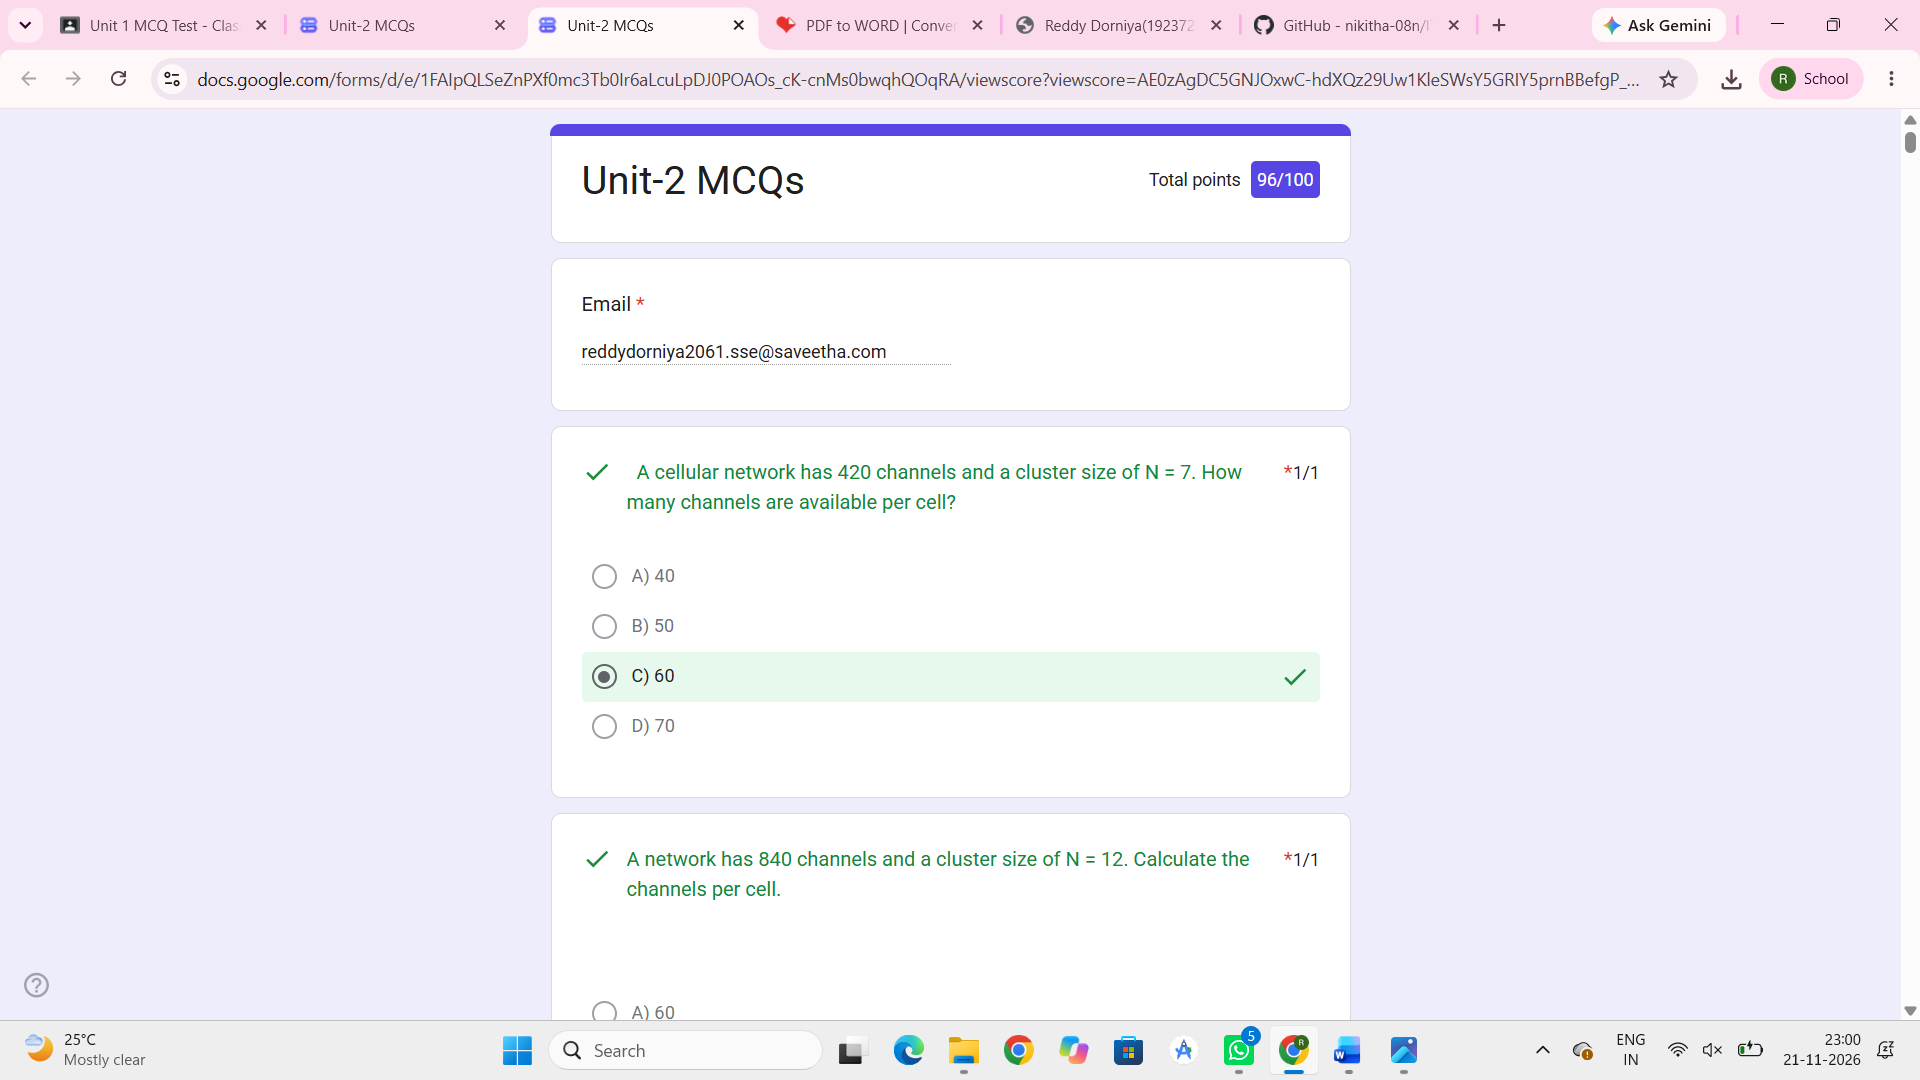 Unit 1 MCQ Test - Clas
Unit-2 MCQs
Unit-2 MCQs
PDF to WORD | Conver
Reddy Dorniya(192372
GitHub - nikitha-08n/
Ask Gemini
docs.google.com/forms/d/e/1FAIpQLSeZnPXf0mc3Tb0Ir6aLcuLpDJ0POAOs_cK-cnMs0bwqhQOqRA/viewscore?viewscore=AE0zAgDC5GNJOxwC-hdXQz29Uw1KleSWsY5GRIY5prnBBefgP_...
R
School
Unit-2 MCQs
Total points 96/100
Email *
reddydorniya2061.sse@saveetha.com
A cellular network has 420 channels and a cluster size of N = 7. How
*1/1
many channels are available per cell?
A) 40
B) 50
C) 60
D) 70
A network has 840 channels and a cluster size of N = 12. Calculate the
*1/1
channels per cell.
A) 60
25°C
Mostly clear
Search
5
R
ENG
IN
23:00
21-11-2026